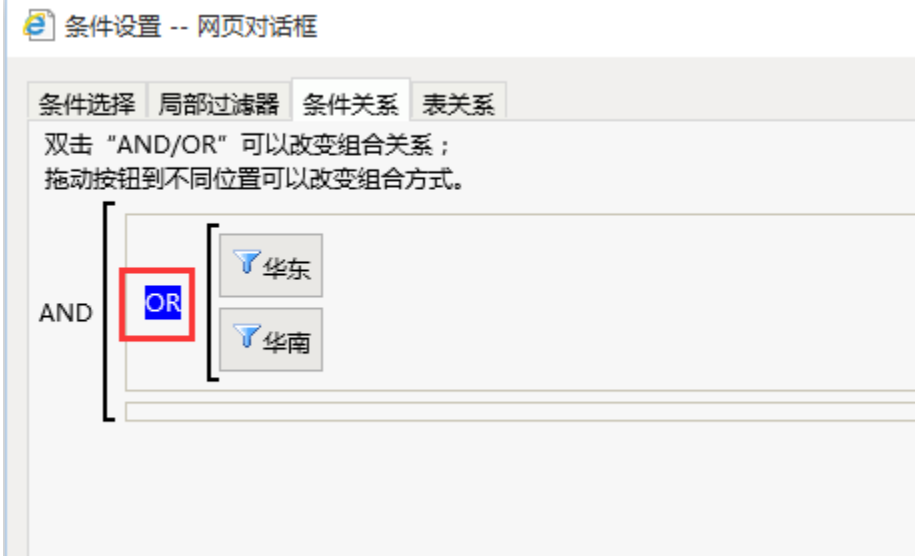 条件设置 -- 网页对话框
条件选择 局部过滤器 条件关系 表关系
双击“AND/OR”可以改变组合关系；
拖动按钮到不同位置可以改变组合方式。
华东
AND OR
华南